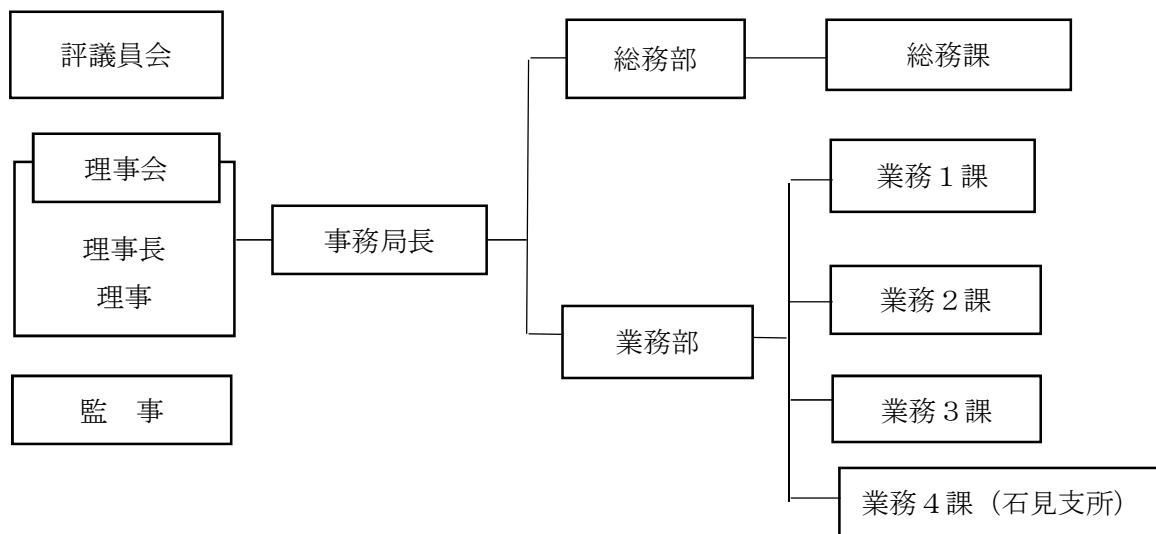 評議員会
理事会
理事長
理事
監　事
事務局長
総務部
総務課
業務部
業務１課
業務２課
業務３課
業務４課（石見支所）